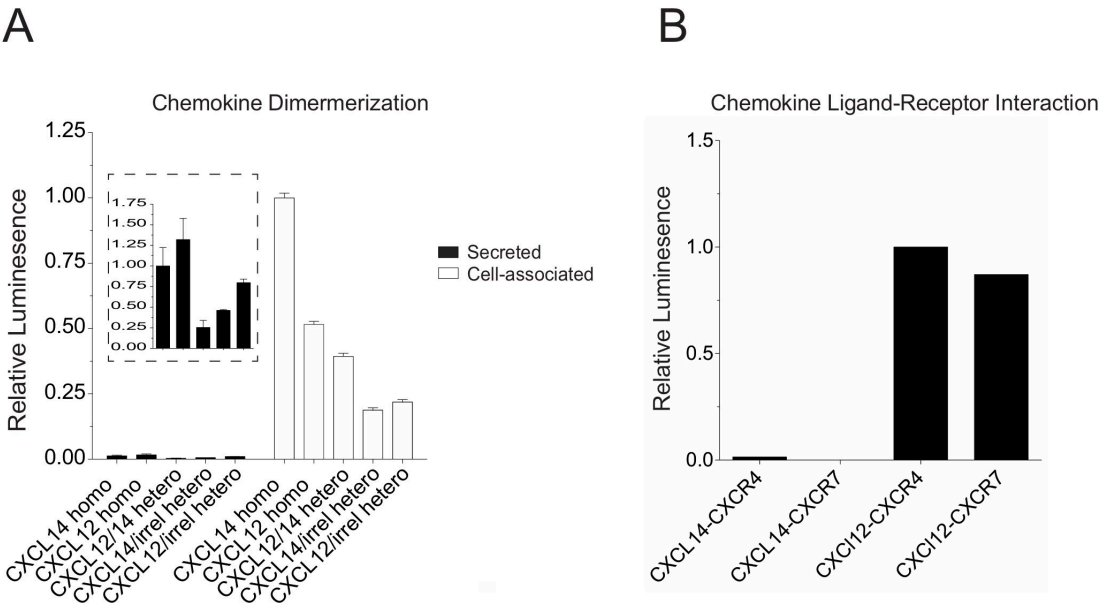 A
B
Chemokine Dimermerization
Chemokine Ligand-Receptor Interaction
Relative Luminesence
1.25
1.00
0.75
0.50
0.25
0.00
1.75
1.50
1.25
1.00
0.75
0.50
0.25
0.00
Secreted
Cell-associated
CXCL14 homo
CXCL12 homo
CXCL12/14 hetero
CXCL14/irrel hetero
CXCL12/irrel hetero
CXCL14 homo
CXCL12 homo
CXCL12/14 hetero
CXCL14/irrel hetero
CXCL12/irrel hetero
Relative Luminesence
1.5
1.0
0.5
0.0
CXCL14-CXCR4
CXCL14-CXCR7
CXCl12-CXCR4
CXCl12-CXCR7